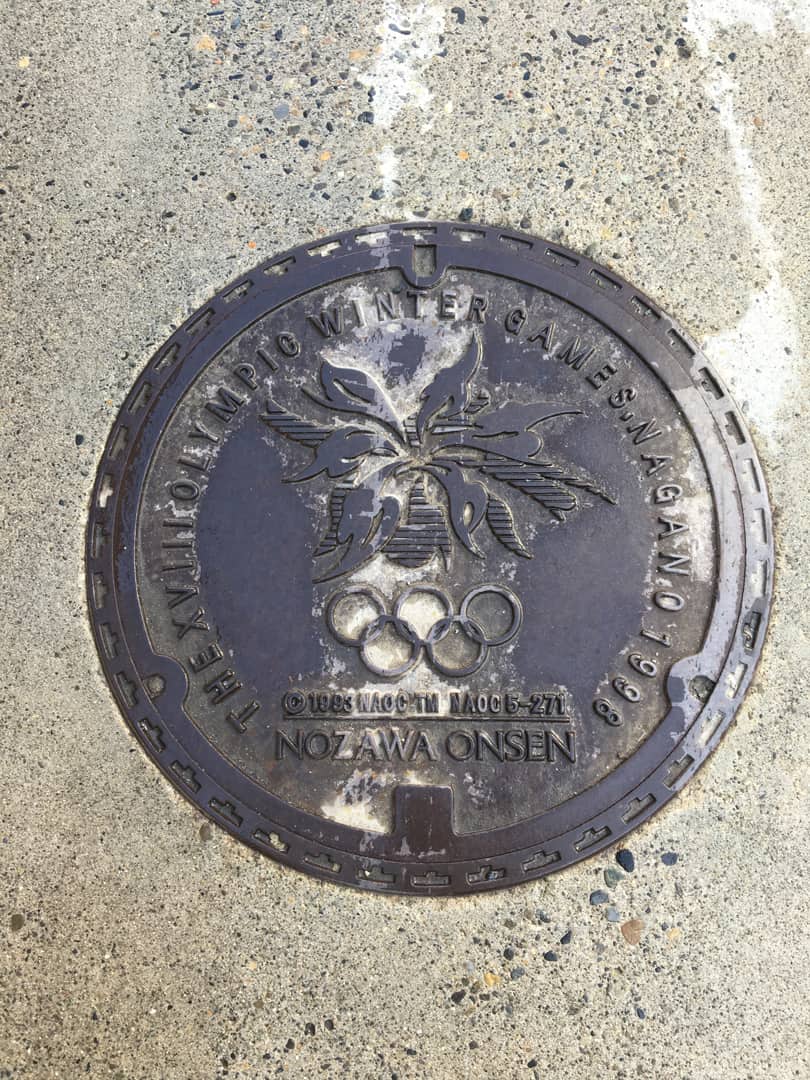 THE XVIII OLYMPIC WINTER GAMES, NAGANO 1998
© 1993 NAOC TM NAOC 5-271
NOZAWA ONSEN